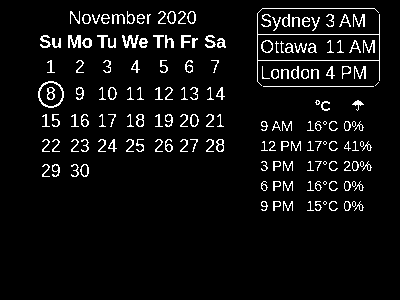 November 2020
Su Mo Tu We Th Fr Sa
1 2 3 4 5 6 7
8 9 10 11 12 13 14
15 16 17 18 19 20 21
22 23 24 25 26 27 28
29 30
Sydney 3 AM
Ottawa 11 AM
London 4 PM
°C ☂
9 AM 16°C 0%
12 PM 17°C 41%
3 PM 17°C 20%
6 PM 16°C 0%
9 PM 15°C 0%